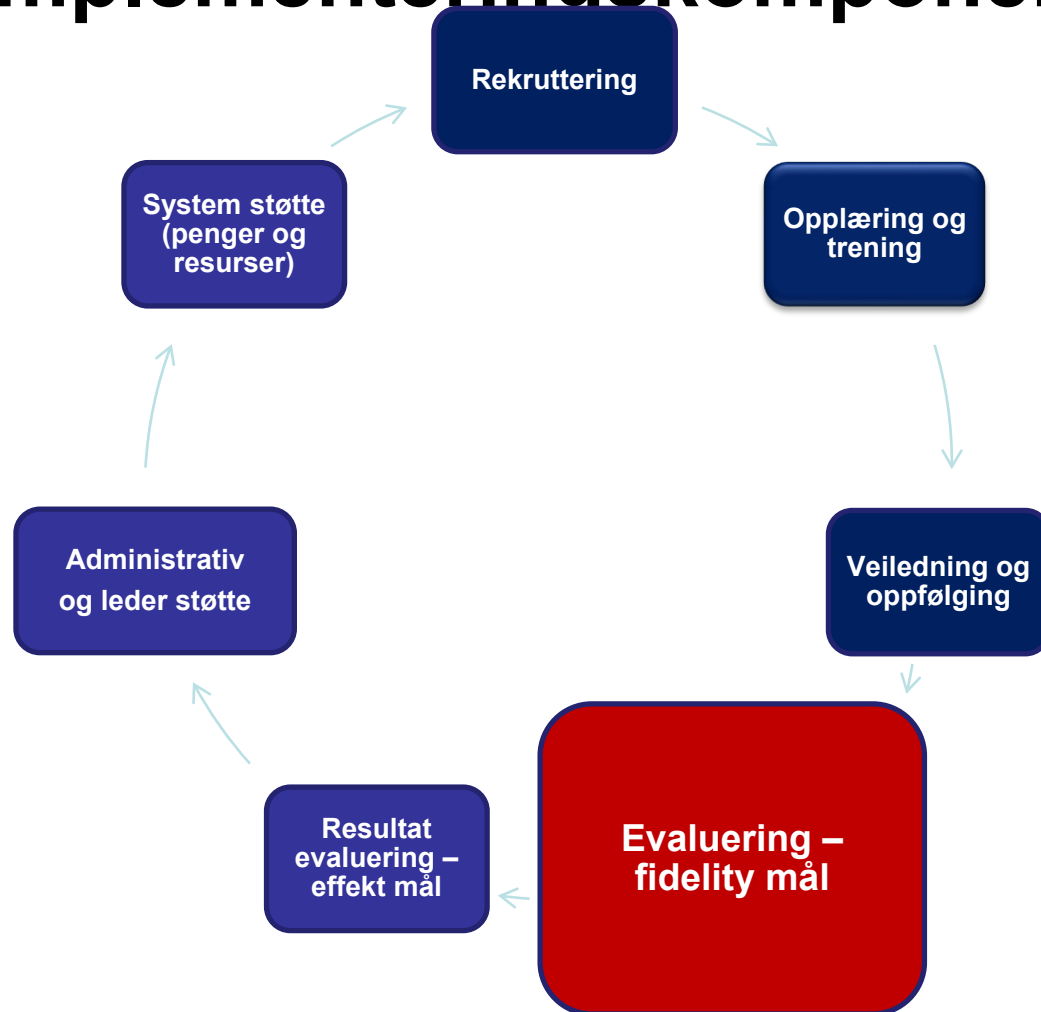 Rekruttering
Opplæring og
trening
Veiledning og
oppfølging
Evaluering –
fidelity mål
Resultat
evaluering –
effekt mål
Administrativ
og leder støtte
System støtte
(penger og
resurser)